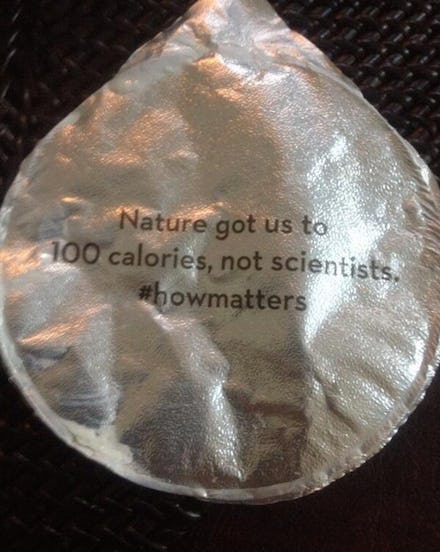 Nature got us to
100 calories, not scientists.
#howmatters